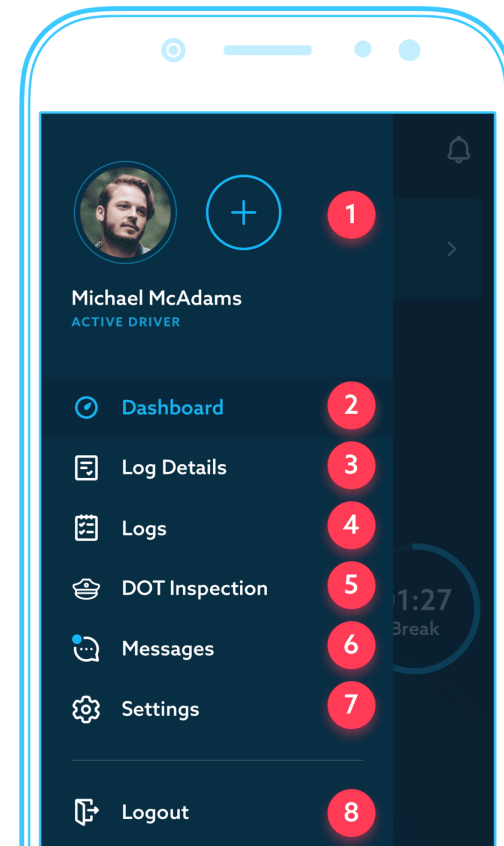 1
Michael McAdams
ACTIVE DRIVER
Dashboard 2
Log Details 3
Logs 4
DOT Inspection 5
1:27
Break
Messages 6
Settings 7
Logout 8